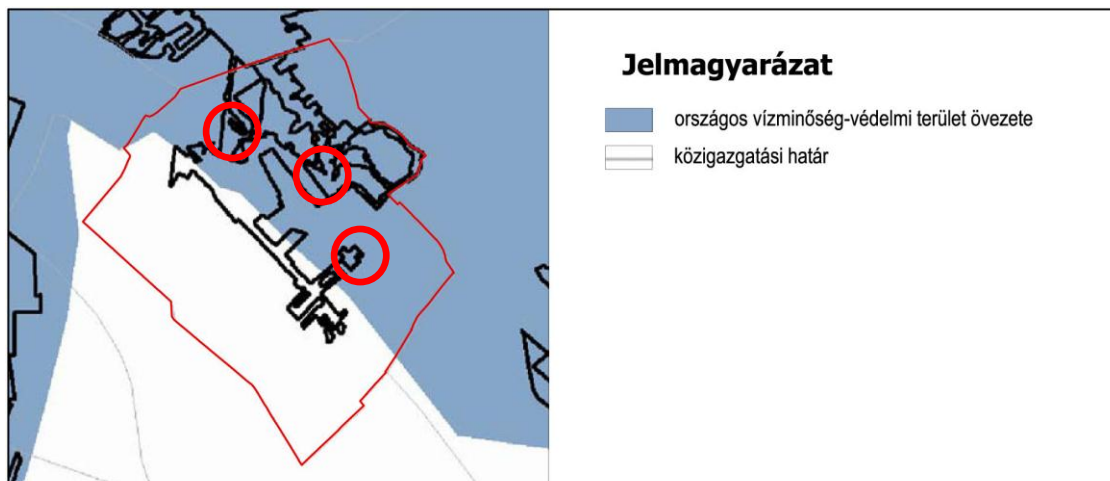 Jelmagyarázat
országos vízminőség-védelmi terület övezete
közigazgatási határ